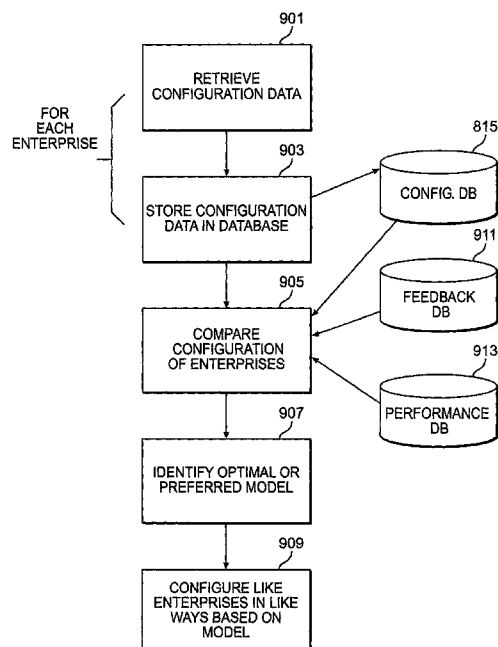 901
RETRIEVE
CONFIGURATION DATA
FOR
EACH
ENTERPRISE
903
STORE CONFIGURATION
DATA IN DATABASE
815
CONFIG. DB
905
COMPARE
CONFIGURATION
OF ENTERPRISES
911
FEEDBACK
DB
913
PERFORMANCE
DB
907
IDENTIFY OPTIMAL OR
PREFERRED MODEL
909
CONFIGURE LIKE
ENTERPRISES IN LIKE
WAYS BASED ON
MODEL